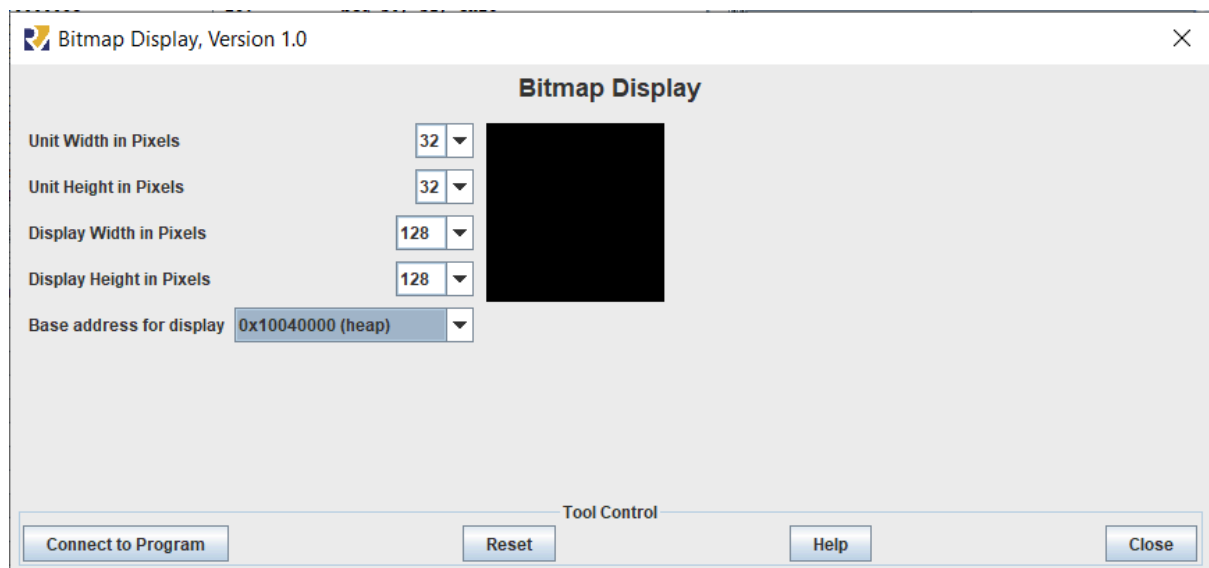 Bitmap Display, Version 1.0
Bitmap Display
Unit Width in Pixels 32
Unit Height in Pixels 32
Display Width in Pixels 128
Display Height in Pixels 128
Base address for display 0x10040000 (heap)
Tool Control
Connect to Program Reset Help Close